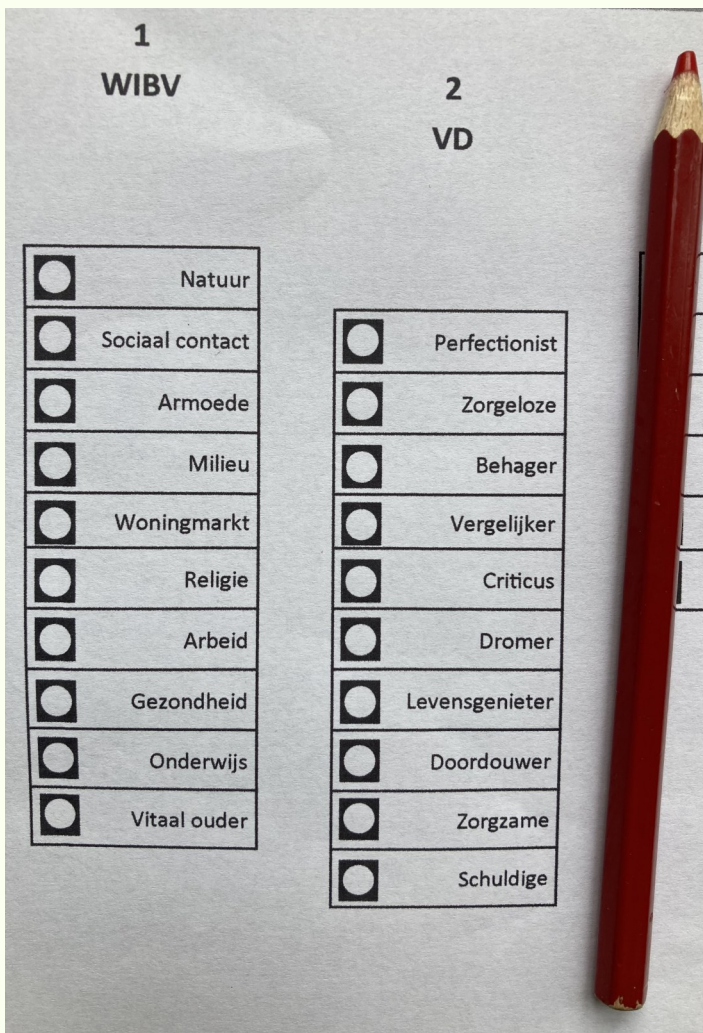 1
WIBV
Natuur
Sociaal contact
Armoede
Milieu
Woningmarkt
Religie
Arbeid
Gezondheid
Onderwijs
Vitaal ouder
2
VD
Perfectionist
Zorgeloze
Behager
Vergelijker
Criticus
Dromer
Levensgenieter
Doordouwer
Zorgzame
Schuldige